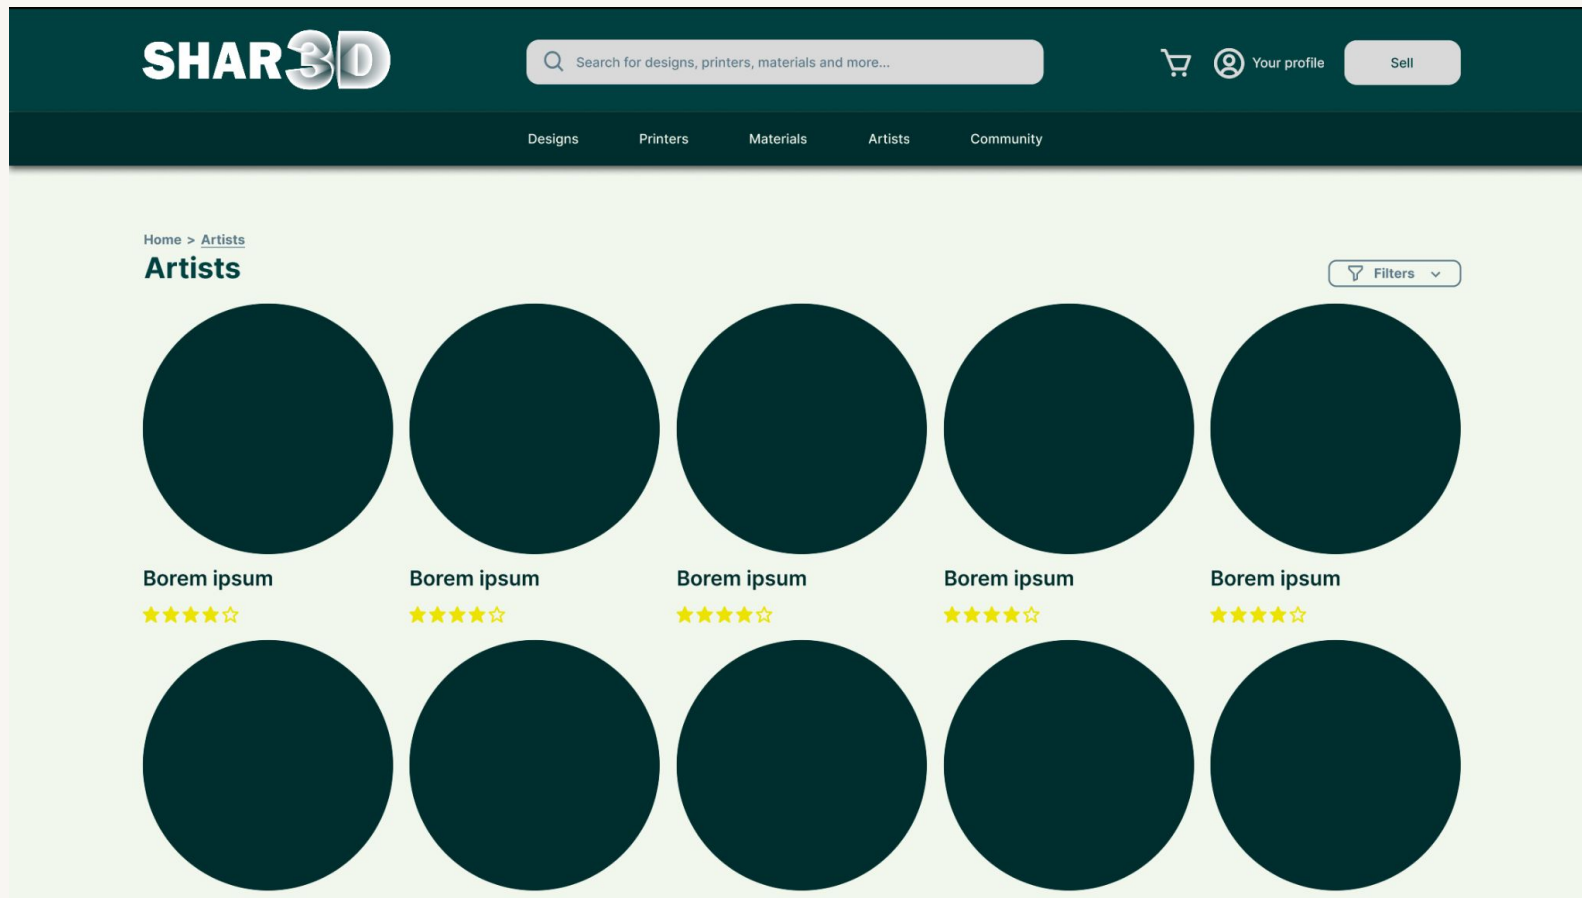 SHAR3D
Search for designs, printers, materials and more...
Your profile
Sell
Designs Printers Materials Artists Community
Home > Artists
Artists
Filters
Borem ipsum Borem ipsum Borem ipsum Borem ipsum Borem ipsum